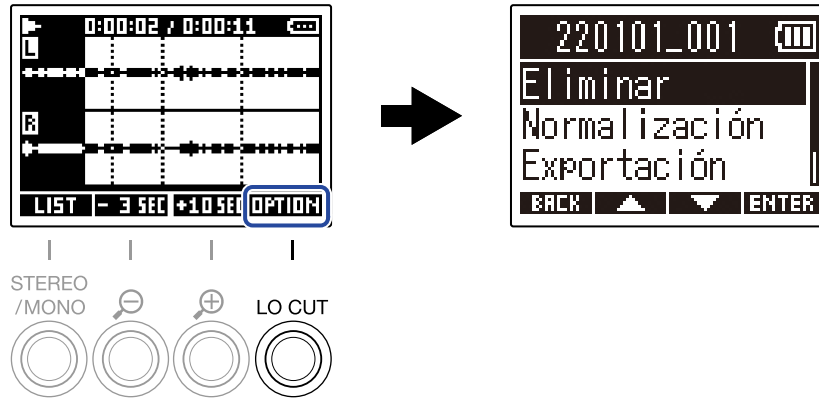 0:00:02 / 0:00:11
L
R
LIST - 3 SEC +10 SEC OPTION
STEREO
/MONO
LO CUT
220101_001
Eliminar
Normalización
Exportación
BACK ENTER